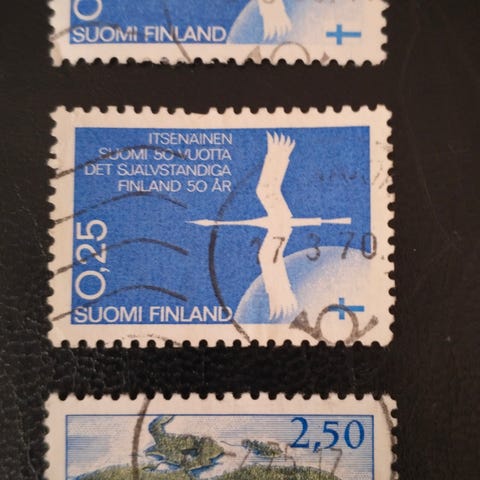 SUOMI FINLAND
ITSENÄINEN
SUOMI 50 VUOTTA
DET SJÄLVSTÄNDIGA
FINLAND 50 ÅR
0,25
17.3.70
SUOMI FINLAND
2,50